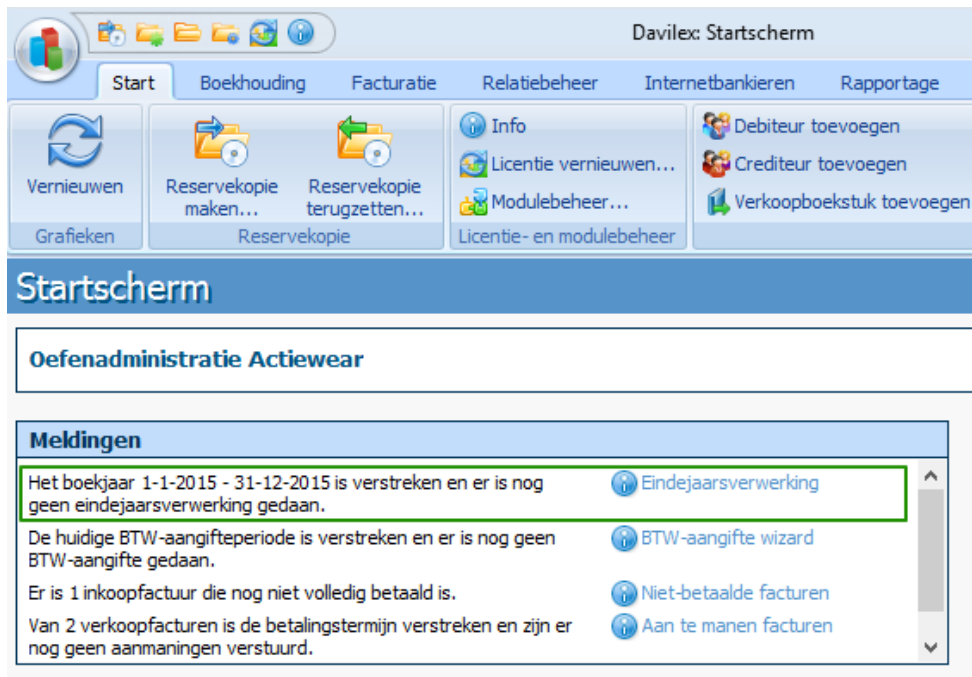 Davilex: Startscherm
Start Boekhouding Facturatie Relatiebeheer Internetbankieren Rapportage
Vernieuwen
Grafieken
Reservekopie
maken...
Reservekopie
terugzetten...
Reservekopie
Info
Licentie vernieuwen...
Modulebeheer...
Licentie- en modulebeheer
Debiteur toevoegen
Crediteur toevoegen
Verkoopboekstuk toevoegen
Startscherm
Oefenadministratie Actiewear
Meldingen
Het boekjaar 1-1-2015 - 31-12-2015 is verstreken en er is nog Eindejaarsverwerking
geen eindejaarsverwerking gedaan.
De huidige BTW-aangifteperiode is verstreken en er is nog geen BTW-aangifte wizard
BTW-aangifte gedaan.
Er is 1 inkoopfactuur die nog niet volledig betaald is. Niet-betaalde facturen
Van 2 verkoopfacturen is de betalingstermijn verstreken en zijn er Aan te manen facturen
nog geen aanmaningen verstuurd.